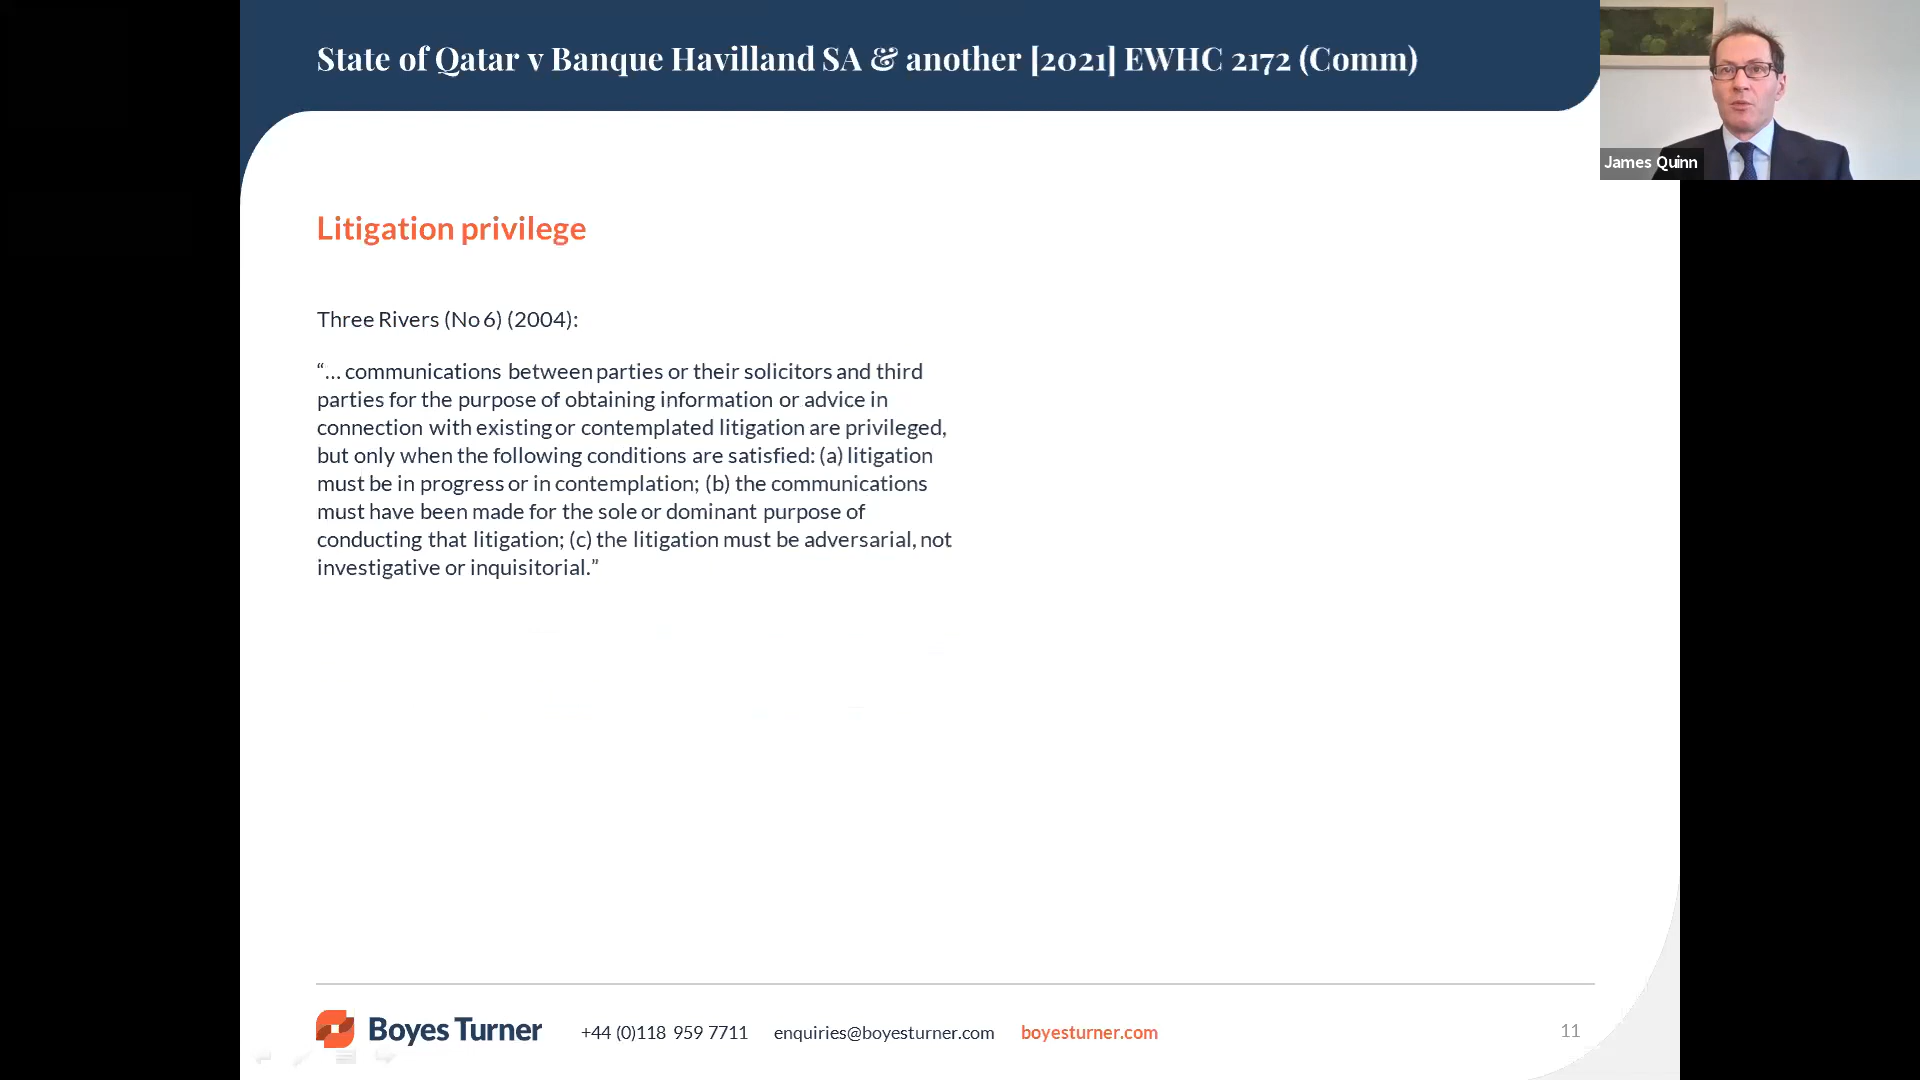 State of Qatar v Banque Havilland SA & another [2021] EWHC 2172 (Comm)
James Quinn
Litigation privilege
Three Rivers (No 6) (2004):
“… communications between parties or their solicitors and third
parties for the purpose of obtaining information or advice in
connection with existing or contemplated litigation are privileged,
but only when the following conditions are satisfied: (a) litigation
must be in progress or in contemplation; (b) the communications
must have been made for the sole or dominant purpose of
conducting that litigation; (c) the litigation must be adversarial, not
investigative or inquisitorial.”
Boyes Turner +44 (0)118 959 7711 enquiries@boyesturner.com boyesturner.com 11